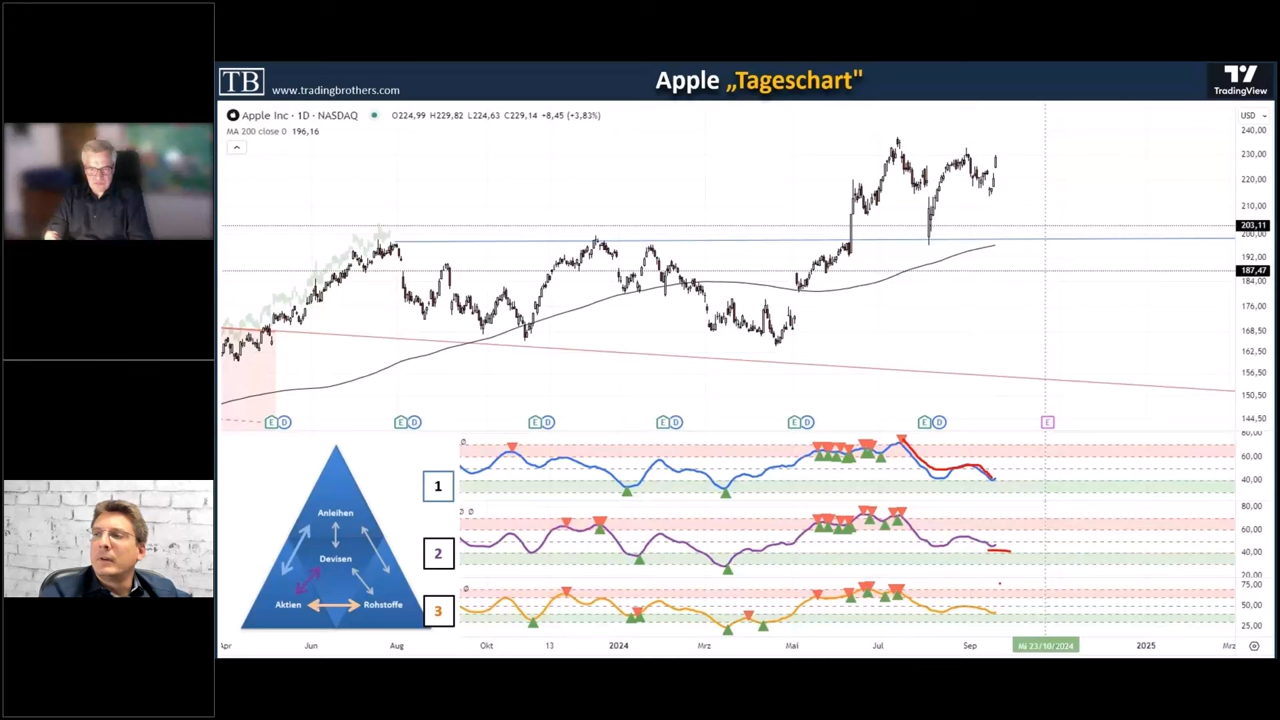 TB www.tradingbrothers.com
Apple „Tageschart"
TradingView
Apple Inc · 1D · NASDAQ O224,99 H229,82 L224,63 C229,14 +8,45 (+3,83%)
MA 200 close 0 196,16
USD
240,00
230,00
220,00
210,00
203,11
200,00
192,00
187,47
184,00
176,00
168,50
162,50
156,50
150,50
144,50
E D E D E D E D E D E D E
80,00
60,00
40,00
80,00
60,00
40,00
20,00
75,00
50,00
25,00
1
2
3
Anleihen
Devisen
Aktien
Rohstoffe
Apr Jun Aug Okt 13 2024 Mrz Mai Jul Sep Mi 23/10/2024 2025 Mrz